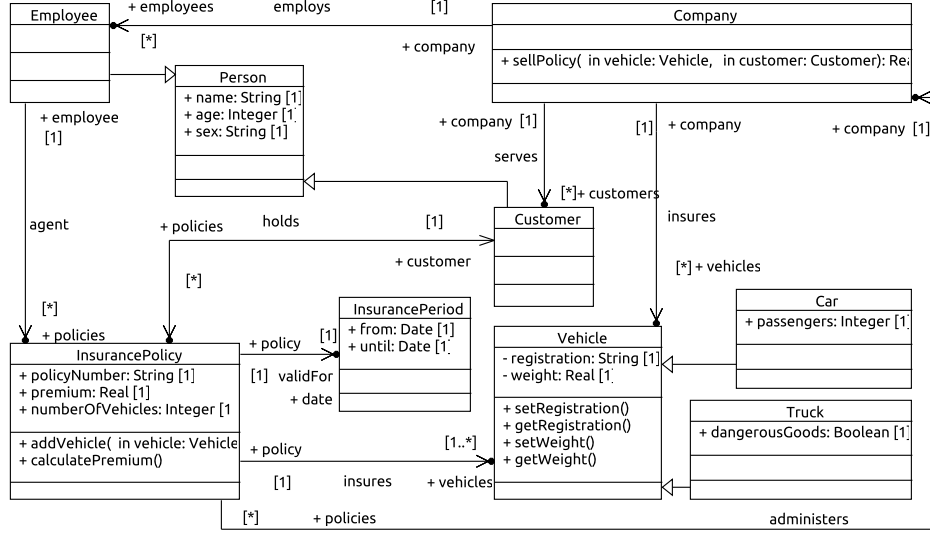 Employee
+ employees
employs
[1]
Company
[*]
+ company
+ sellPolicy( in vehicle: Vehicle, in customer: Customer): Rea
Person
+ name: String [1]
+ age: Integer [1]
+ sex: String [1]
+ employee
[1]
+ company [1]
[1]
+ company
+ company [1]
serves
[*]+ customers
agent
+ policies
holds
[1]
Customer
insures
+ customer
[*]
[*] + vehicles
[*]
+ policies
InsurancePeriod
+ from: Date [1]
+ until: Date [1]
Car
+ passengers: Integer [1]
InsurancePolicy
+ policyNumber: String [1]
+ premium: Real [1]
+ numberOfVehicles: Integer [1
+ addVehicle( in vehicle: Vehicle
+ calculatePremium()
+ policy
[1]
[1]
validFor
+ date
Vehicle
- registration: String [1]
- weight: Real [1]
+ setRegistration()
+ getRegistration()
+ setWeight()
+ getWeight()
Truck
+ dangerousGoods: Boolean [1]
+ policy
[1..*]
[1]
insures
+ vehicles
[*]
+ policies
administers